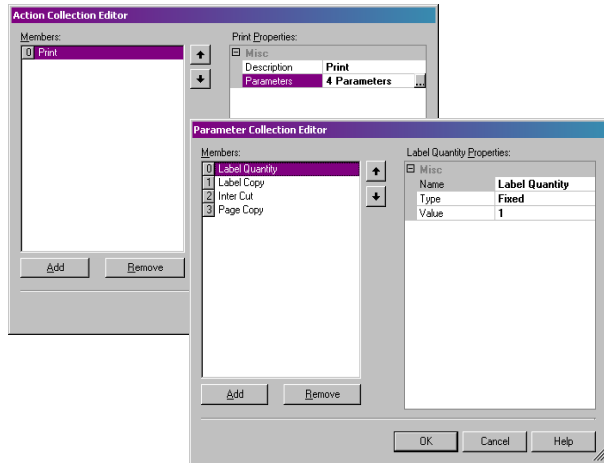 Action Collection Editor
Members:
0 Print
Print Properties:
Misc
Description Print
Parameters 4 Parameters ...
Add Remove
Parameter Collection Editor
Members:
0 Label Quantity
1 Label Copy
2 Inter Cut
3 Page Copy
Label Quantity Properties:
Misc
Name Label Quantity
Type Fixed
Value 1
Add Remove
OK Cancel Help